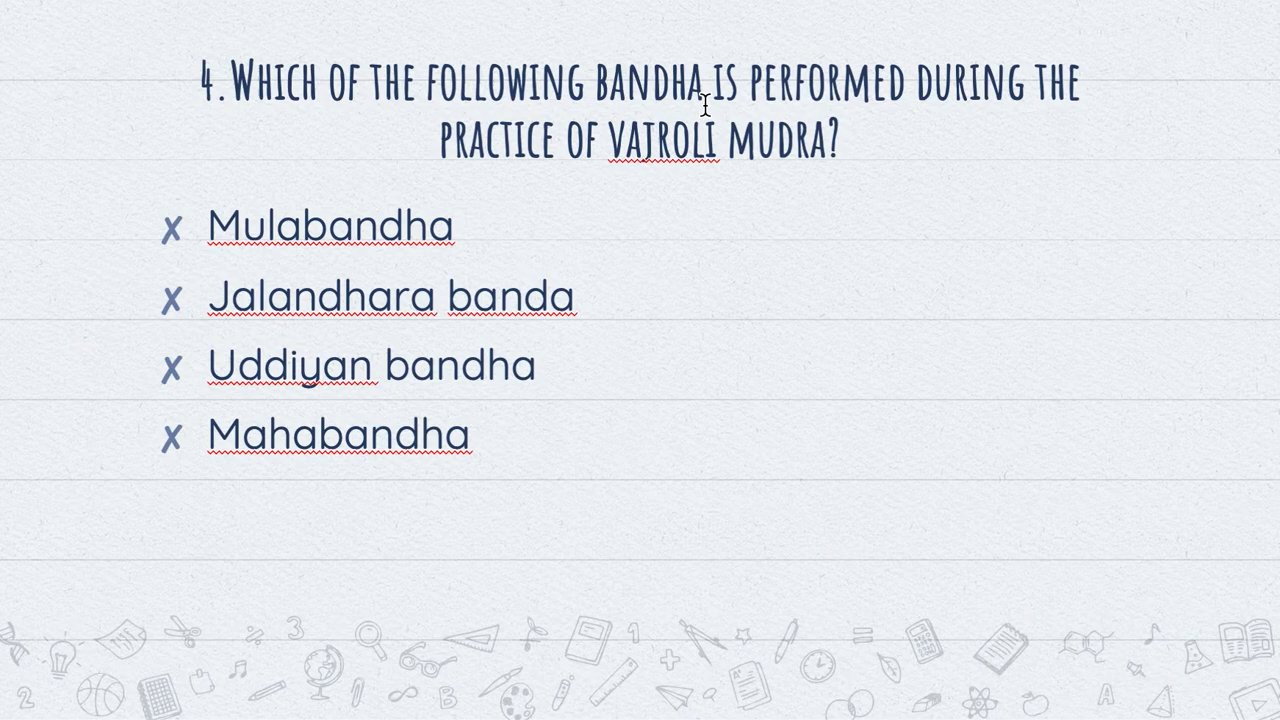 4. Which of the following bandha is performed during the
practice of vajroli mudra?
✗ Mulabandha
✗ Jalandhara banda
✗ Uddiyan bandha
✗ Mahabandha